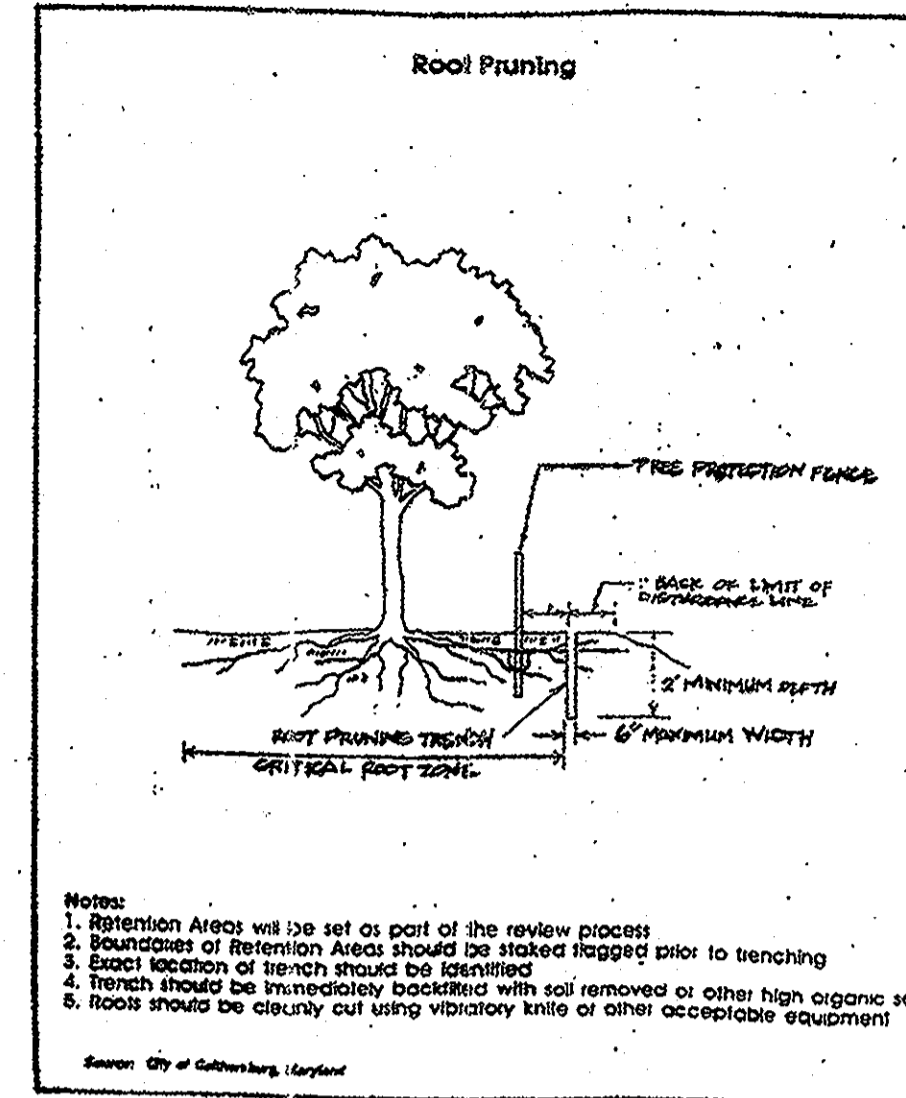 Root Pruning
TREE PROTECTION FENCE
BACK OF LIMIT OF
DISTURBANCE LINE
2' MINIMUM DEPTH
ROOT PRUNING TRENCH
6" MAXIMUM WIDTH
CRITICAL ROOT ZONE
Notes:
1. Retention Areas will be set as part of the review process
2. Boundaries of Retention Areas should be staked flagged prior to trenching
3. Exact location of trench should be identified
4. Trench should be immediately backfilled with soil removed or other high organic so
5. Roots should be cleanly cut using vibratory knife or other acceptable equipment
Source: City of Gaithersburg, Maryland